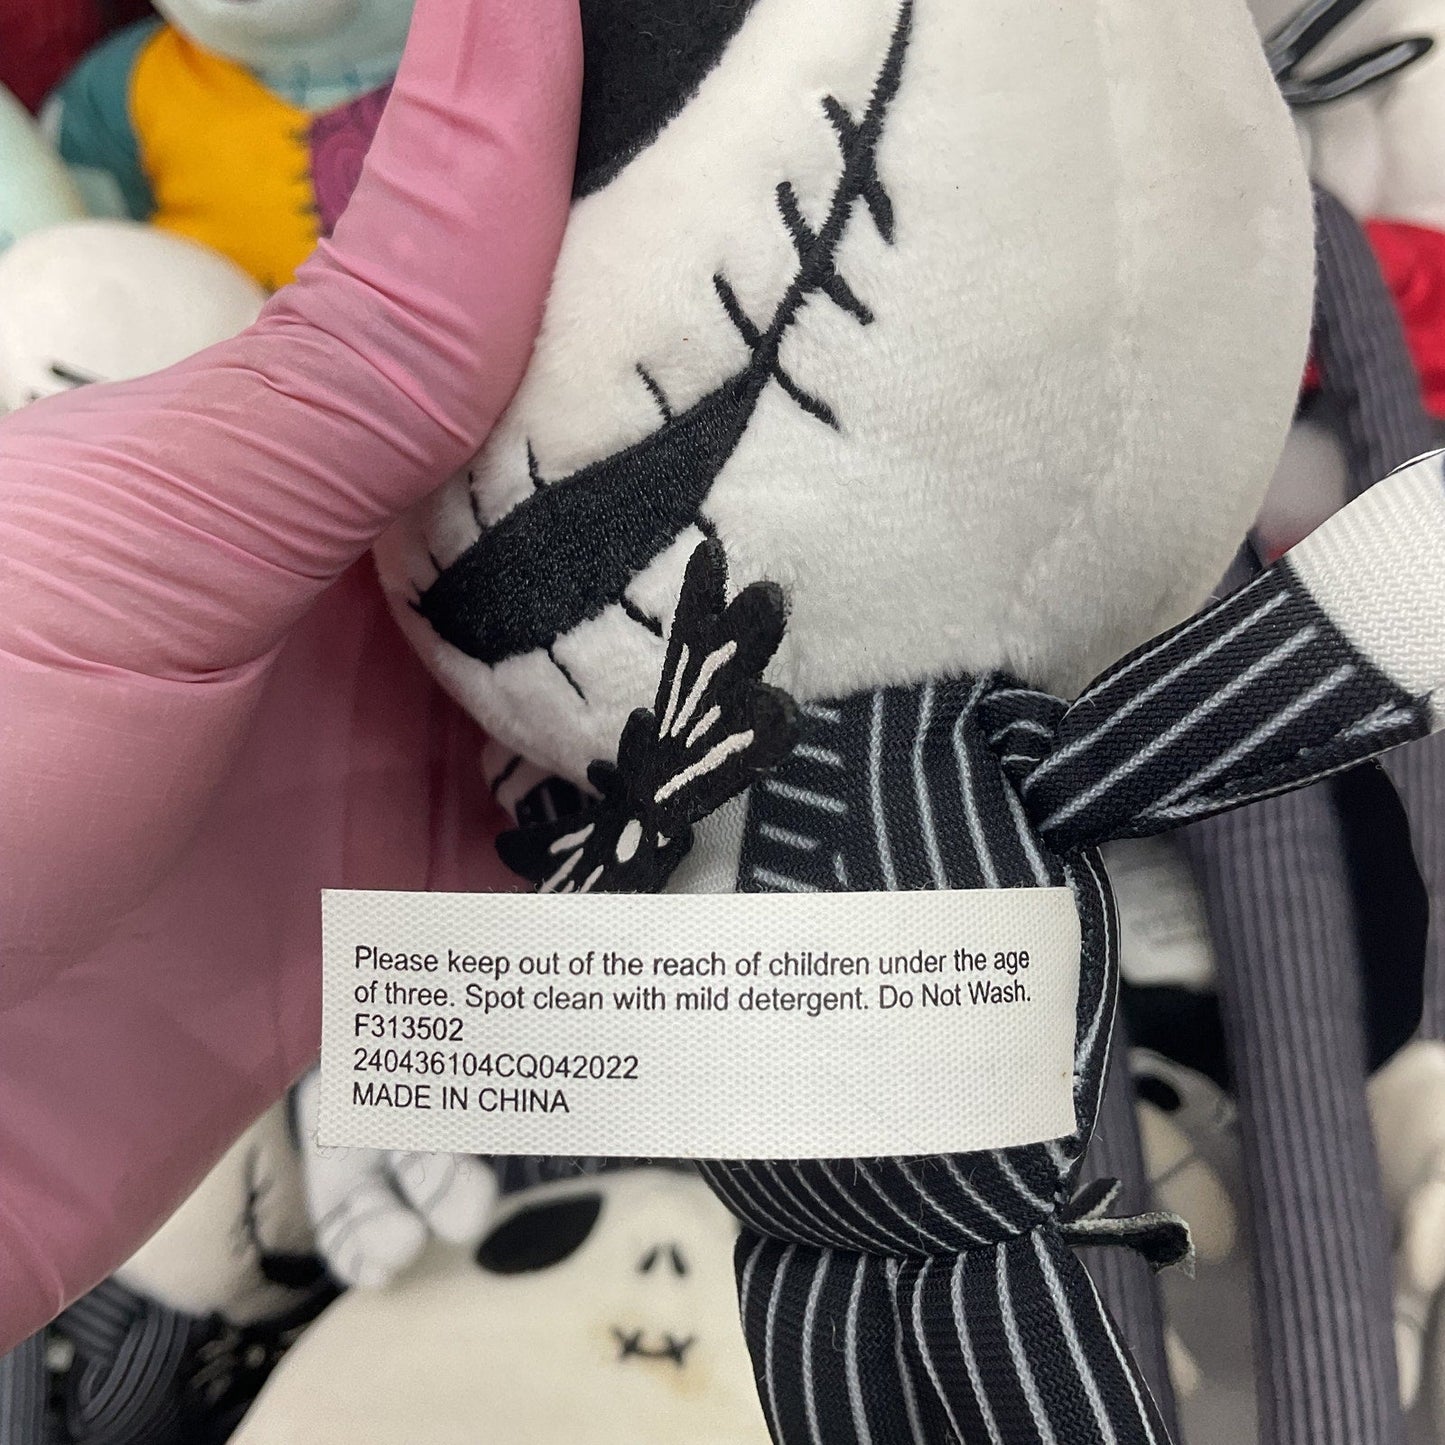 Please keep out of the reach of children under the age
of three. Spot clean with mild detergent. Do Not Wash.
F313502
240436104CQ042022
MADE IN CHINA